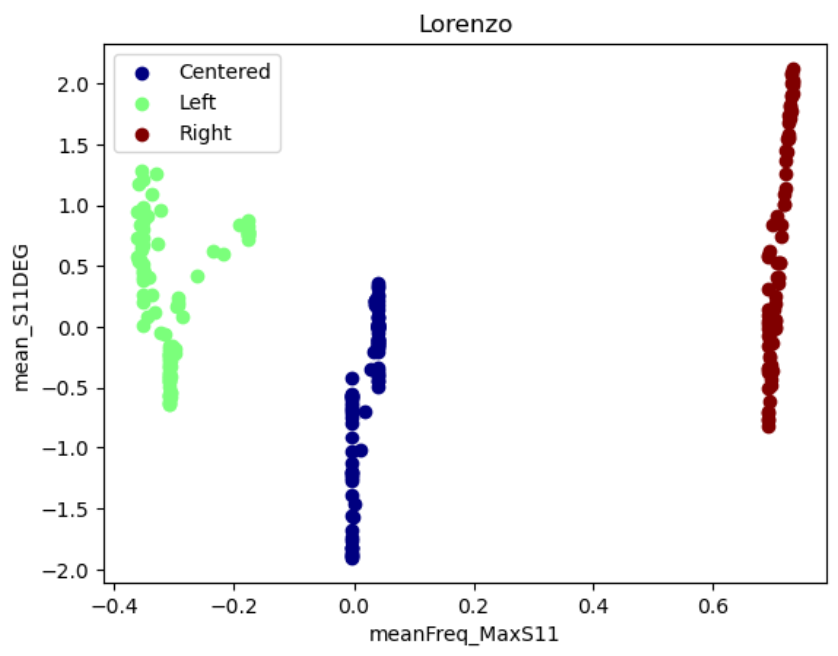 Lorenzo
Centered
Left
Right
2.0
1.5
1.0
0.5
0.0
−0.5
−1.0
−1.5
−2.0
mean_S11DEG
−0.4 −0.2 0.0 0.2 0.4 0.6
meanFreq_MaxS11